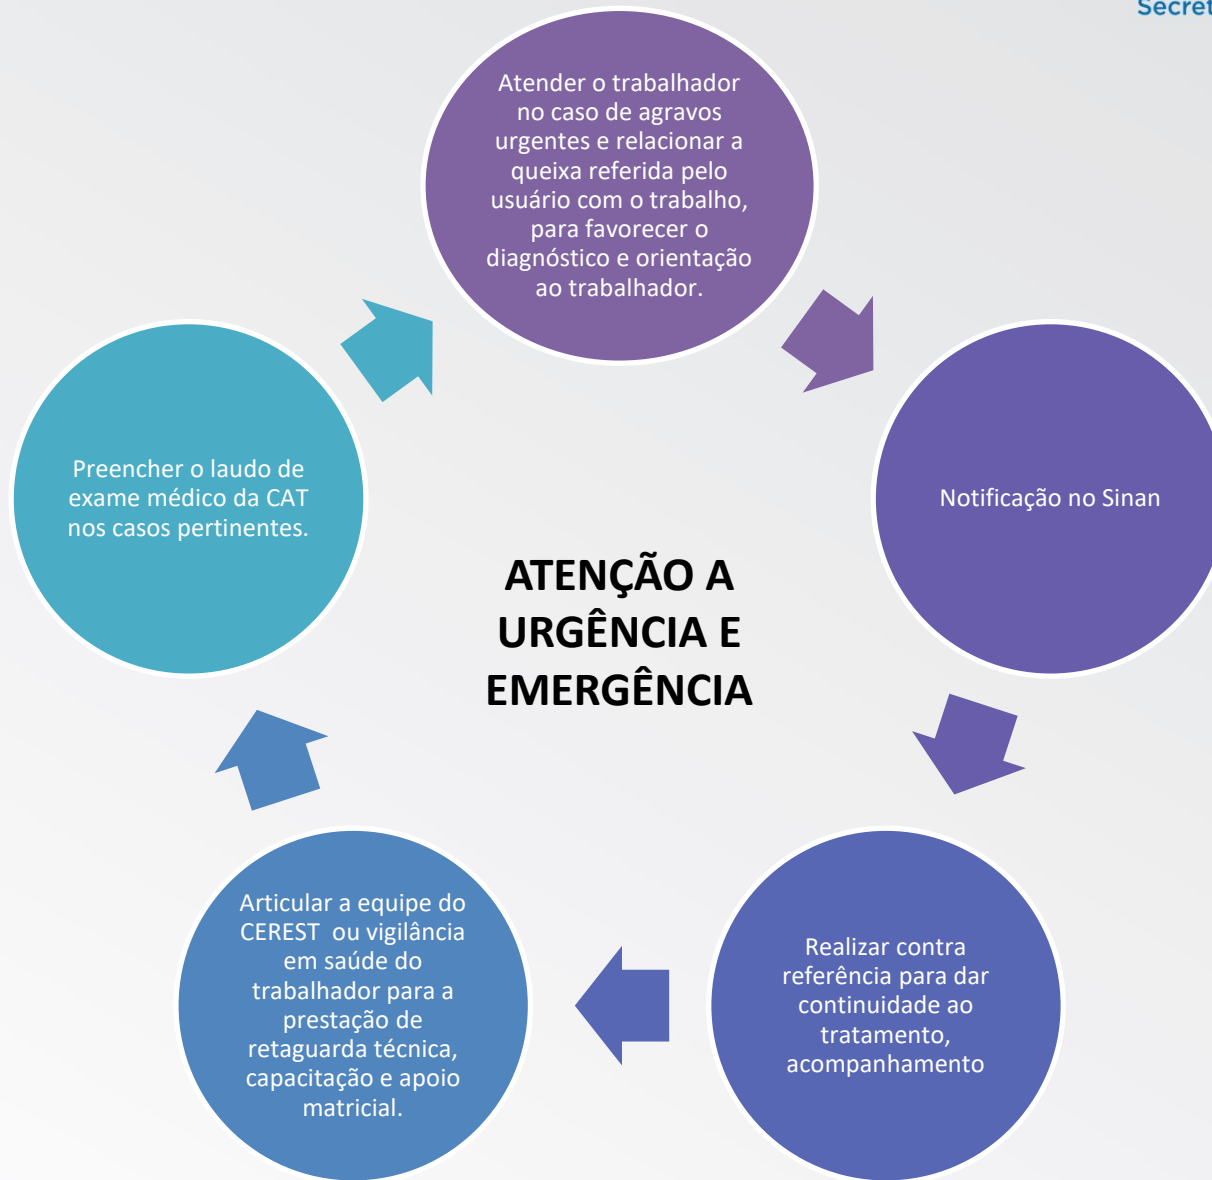 Secret
Atender o trabalhador
no caso de agravos
urgentes e relacionar a
queixa referida pelo
usuário com o trabalho,
para favorecer o
diagnóstico e orientação
ao trabalhador.
Notificação no Sinan
Realizar contra
referência para dar
continuidade ao
tratamento,
acompanhamento
Articular a equipe do
CEREST  ou vigilância
em saúde do
trabalhador para a
prestação de
retaguarda técnica,
capacitação e apoio
matricial.
Preencher o laudo de
exame médico da CAT
nos casos pertinentes.
ATENÇÃO A
URGÊNCIA E
EMERGÊNCIA